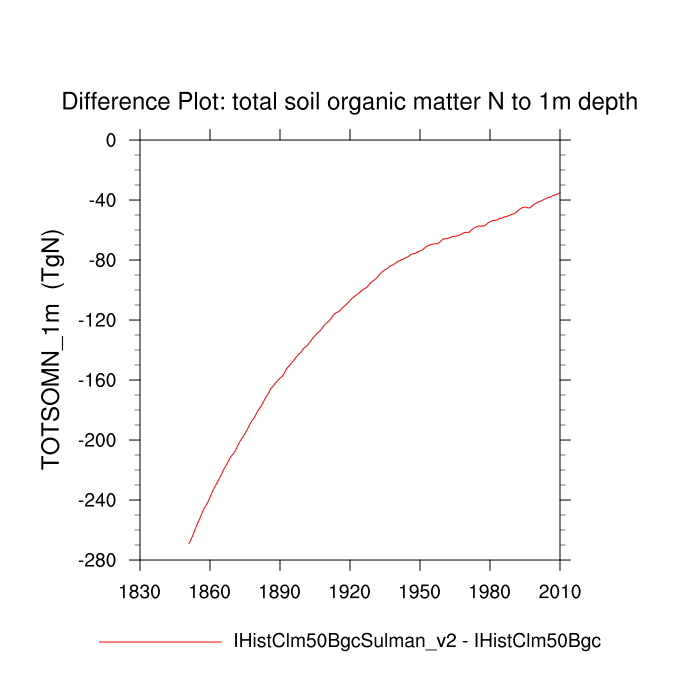 Difference Plot: total soil organic matter N to 1m depth
TOTSOMN_1m (TgN)
0
-40
-80
-120
-160
-200
-240
-280
1830 1860 1890 1920 1950 1980 2010
IHistClm50BgcSulman_v2 - IHistClm50Bgc